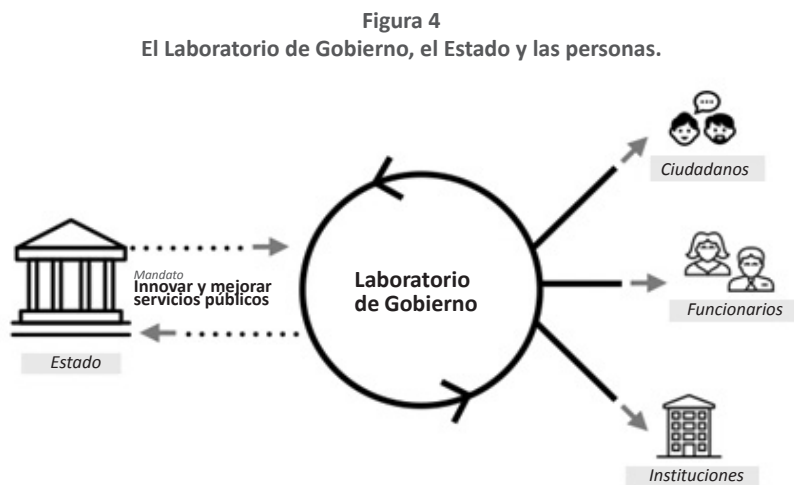 Figura 4
El Laboratorio de Gobierno, el Estado y las personas.
Ciudadanos
Mandato
Innovar y mejorar
servicios públicos
Laboratorio
de Gobierno
Funcionarios
Estado
Instituciones